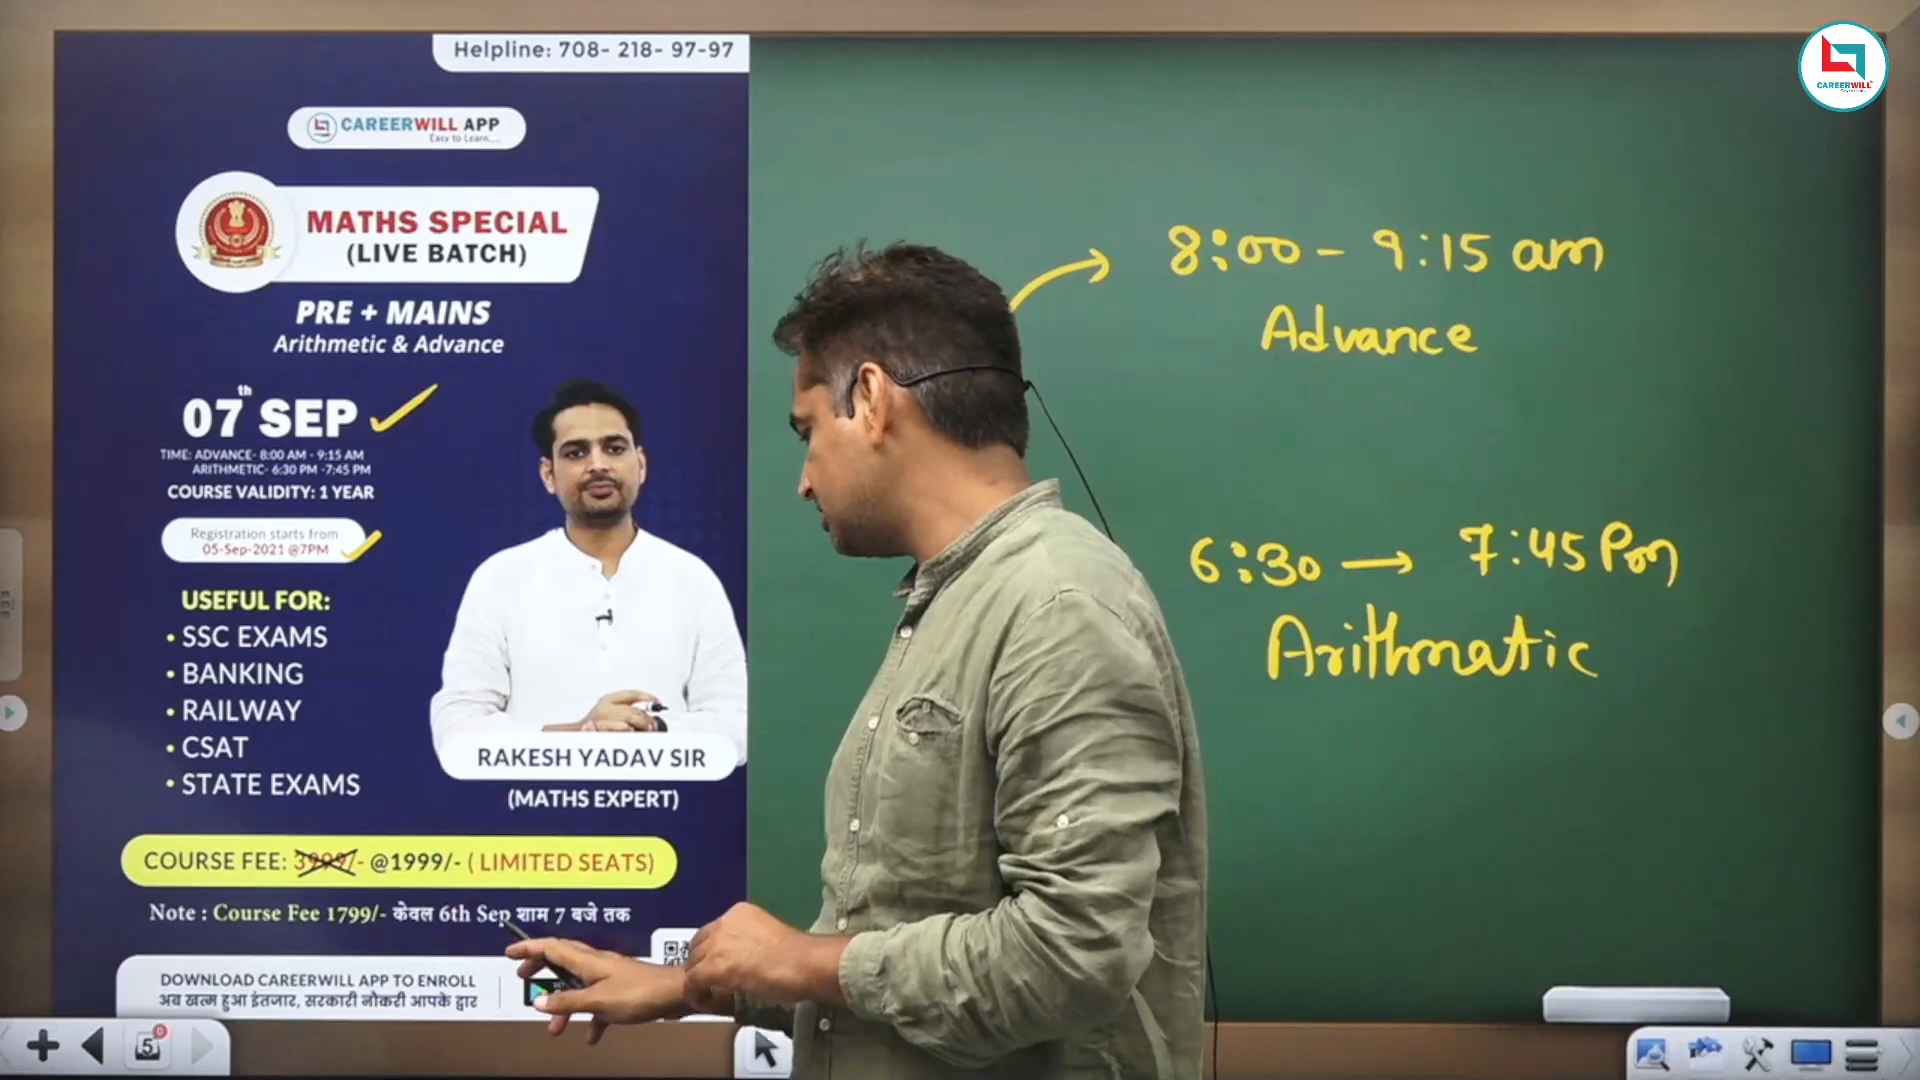 Helpline: 708- 218- 97-97
CAREERWILL APP
Easy to Learn....
MATHS SPECIAL
(LIVE BATCH)
PRE + MAINS
Arithmetic & Advance
07th SEP
TIME: ADVANCE- 8:00 AM - 9:15 AM
ARITHMETIC- 6:30 PM -7:45 PM
COURSE VALIDITY: 1 YEAR
Registration starts from
05-Sep-2021 @7PM
USEFUL FOR:
• SSC EXAMS
• BANKING
• RAILWAY
• CSAT
• STATE EXAMS
RAKESH YADAV SIR
(MATHS EXPERT)
COURSE FEE: 3999/- @1999/- ( LIMITED SEATS)
Note : Course Fee 1799/- केवल 6th Sep शाम 7 बजे तक
DOWNLOAD CAREERWILL APP TO ENROLL
अब खत्म हुआ इंतजार, सरकारी नौकरी आपके द्वार
8:00 - 9:15 am
Advance
6:30 → 7:45 Pm
Arithmatic
CAREERWILL
5
0